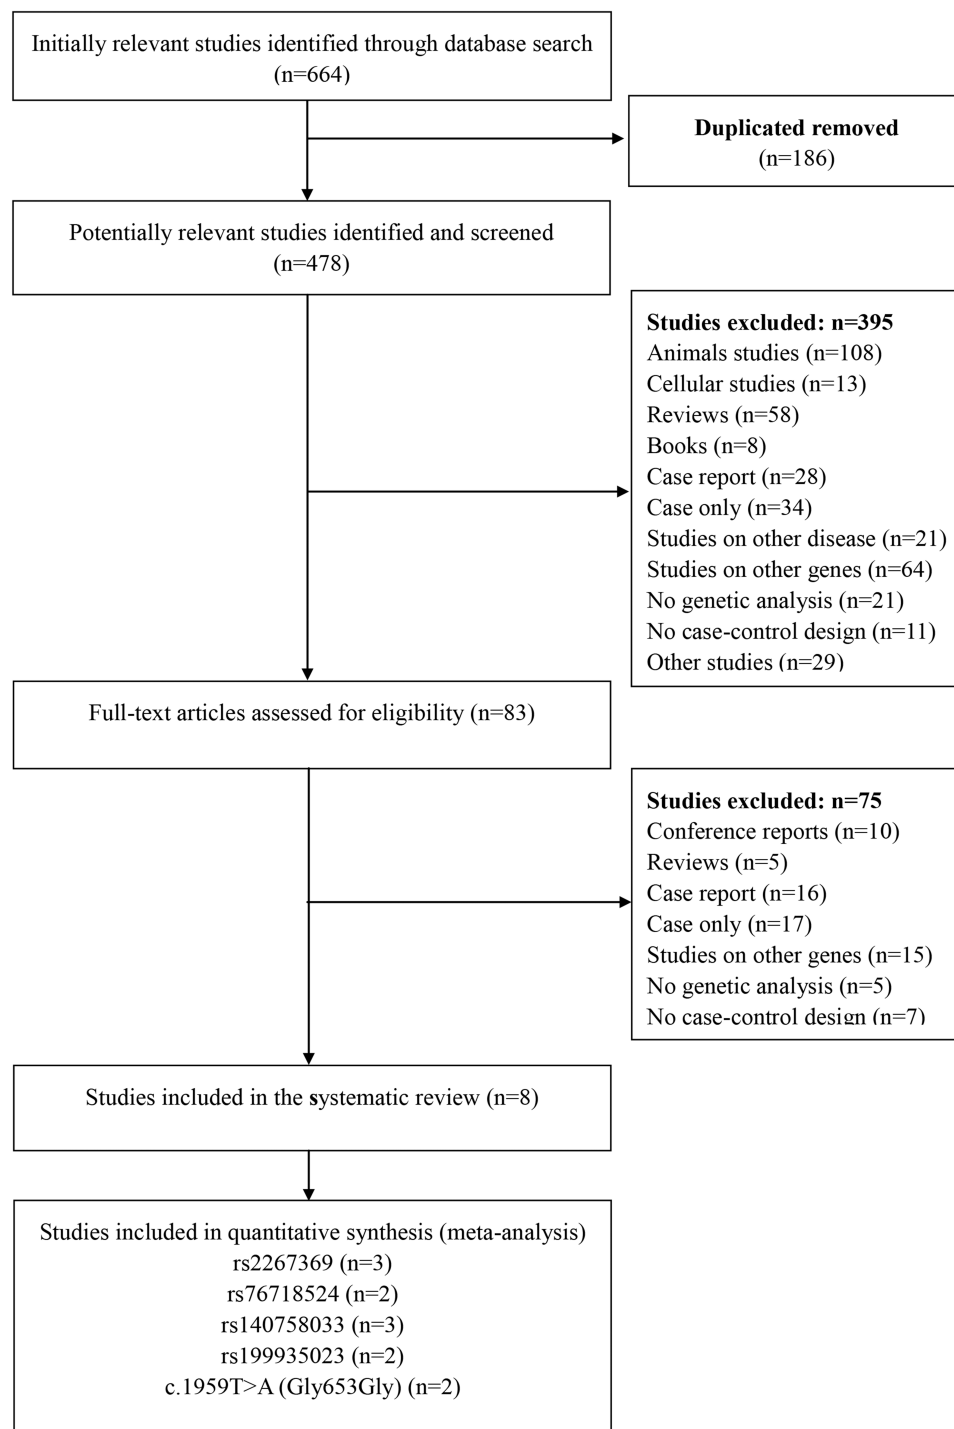 Initially relevant studies identified through database search
(n=664)
Duplicated removed
(n=186)
Potentially relevant studies identified and screened
(n=478)
Studies excluded: n=395
Animals studies (n=108)
Cellular studies (n=13)
Reviews (n=58)
Books (n=8)
Case report (n=28)
Case only (n=34)
Studies on other disease (n=21)
Studies on other genes (n=64)
No genetic analysis (n=21)
No case-control design (n=11)
Other studies (n=29)
Full-text articles assessed for eligibility (n=83)
Studies excluded: n=75
Conference reports (n=10)
Reviews (n=5)
Case report (n=16)
Case only (n=17)
Studies on other genes (n=15)
No genetic analysis (n=5)
No case-control design (n=7)
Studies included in the systematic review (n=8)
Studies included in quantitative synthesis (meta-analysis)
rs2267369 (n=3)
rs76718524 (n=2)
rs140758033 (n=3)
rs199935023 (n=2)
c.1959T>A (Gly653Gly) (n=2)